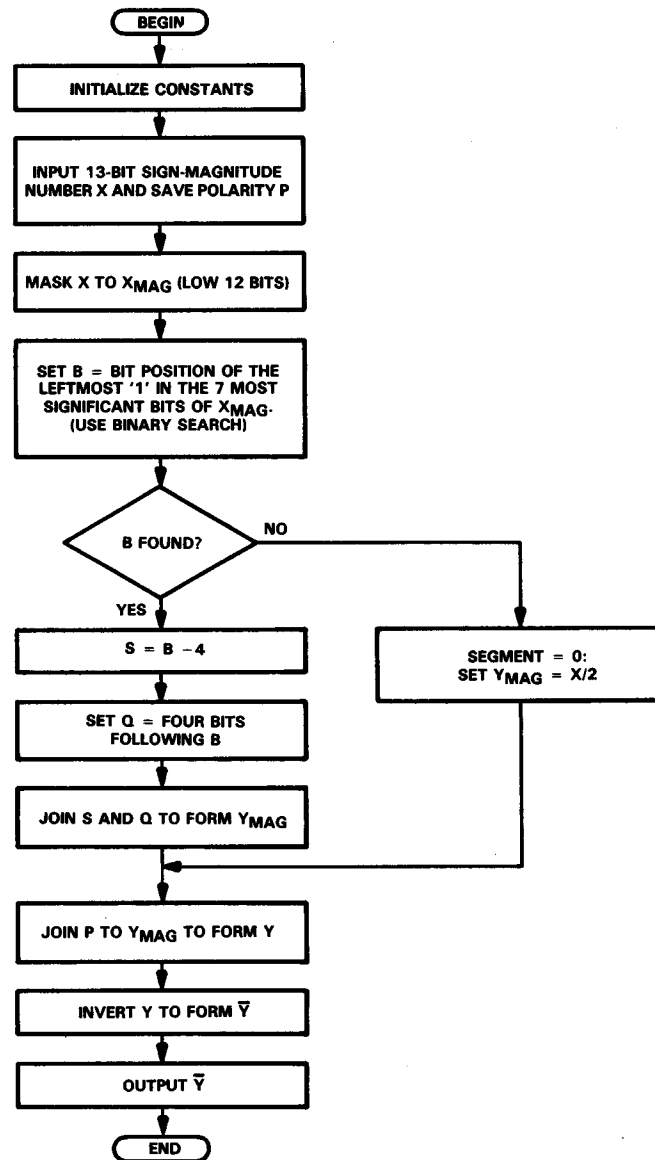 BEGIN
INITIALIZE CONSTANTS
INPUT 13-BIT SIGN-MAGNITUDE
NUMBER X AND SAVE POLARITY P
MASK X TO XMAG (LOW 12 BITS)
SET B = BIT POSITION OF THE
LEFTMOST '1' IN THE 7 MOST
SIGNIFICANT BITS OF XMAG.
(USE BINARY SEARCH)
B FOUND?
NO
YES
S = B −4
SEGMENT = 0:
SET YMAG = X/2
SET Q = FOUR BITS
FOLLOWING B
JOIN S AND Q TO FORM YMAG
JOIN P TO YMAG TO FORM Y
INVERT Y TO FORM Y̅
OUTPUT Y̅
END